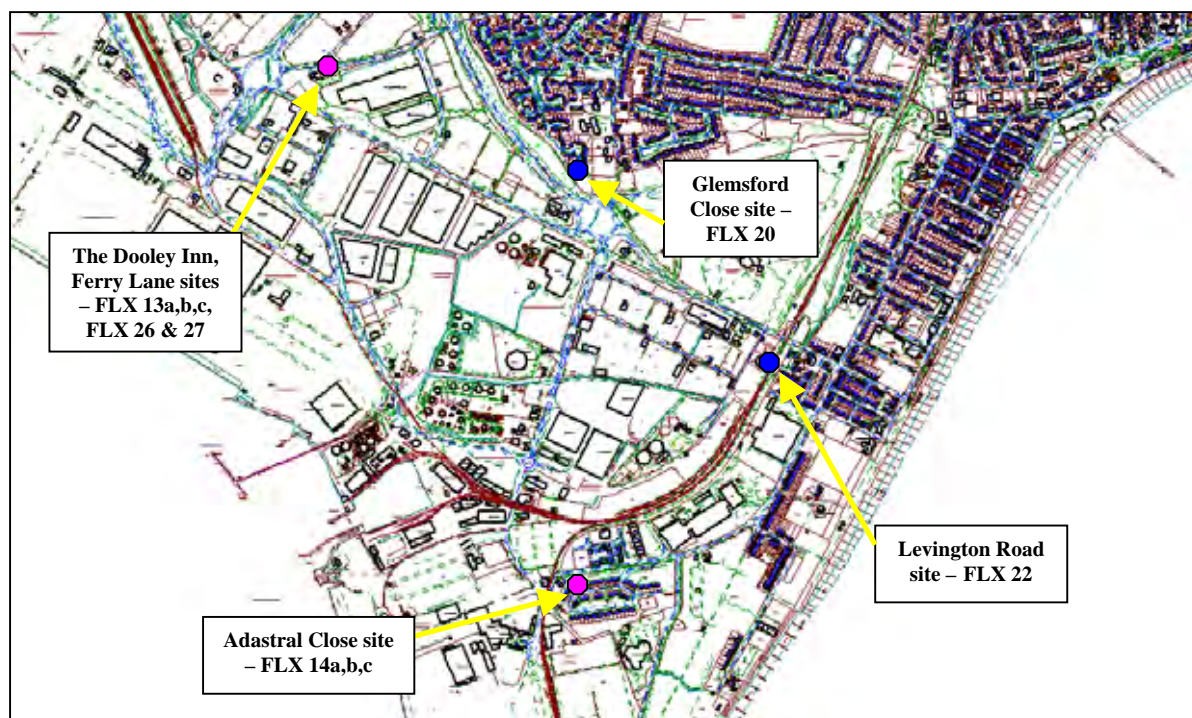 The Dooley Inn,
Ferry Lane sites
– FLX 13a,b,c,
FLX 26 & 27
Glemsford
Close site –
FLX 20
Levington Road
site – FLX 22
Adastral Close site
– FLX 14a,b,c